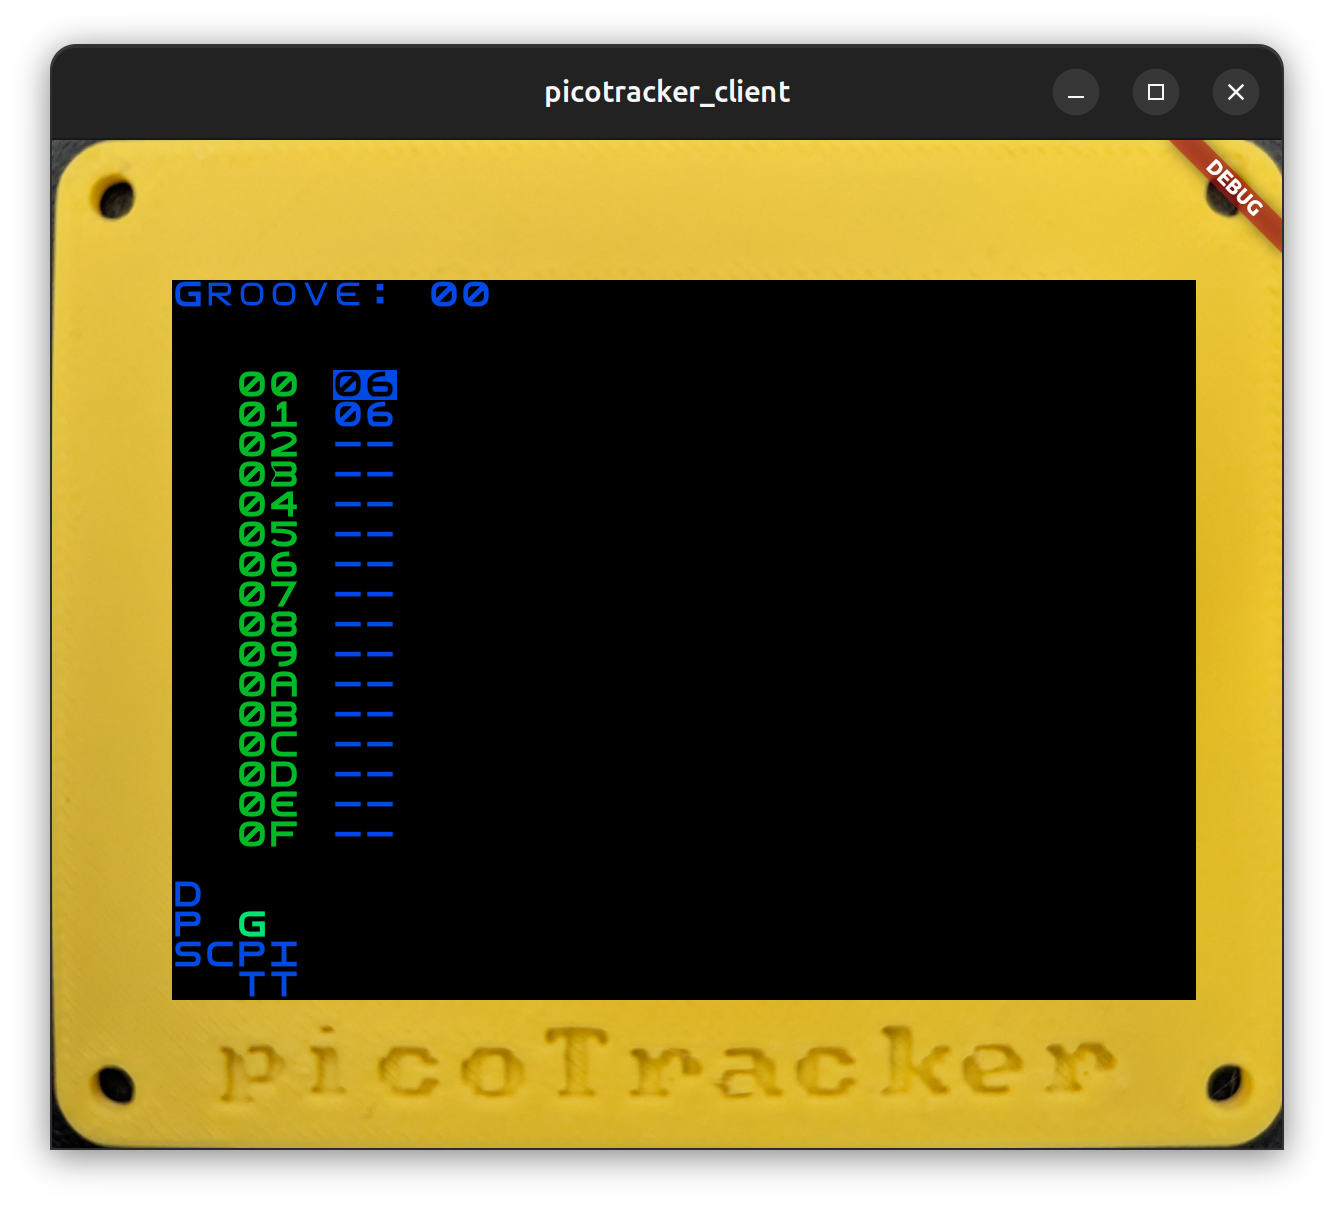 picotracker_client
DEBUG
GROOVE: 00
00 06
01 06
02 --
03 --
04 --
05 --
06 --
07 --
08 --
09 --
0A --
0B --
0C --
0D --
0E --
0F --
D
P G
SCPI
TT
picoTracker